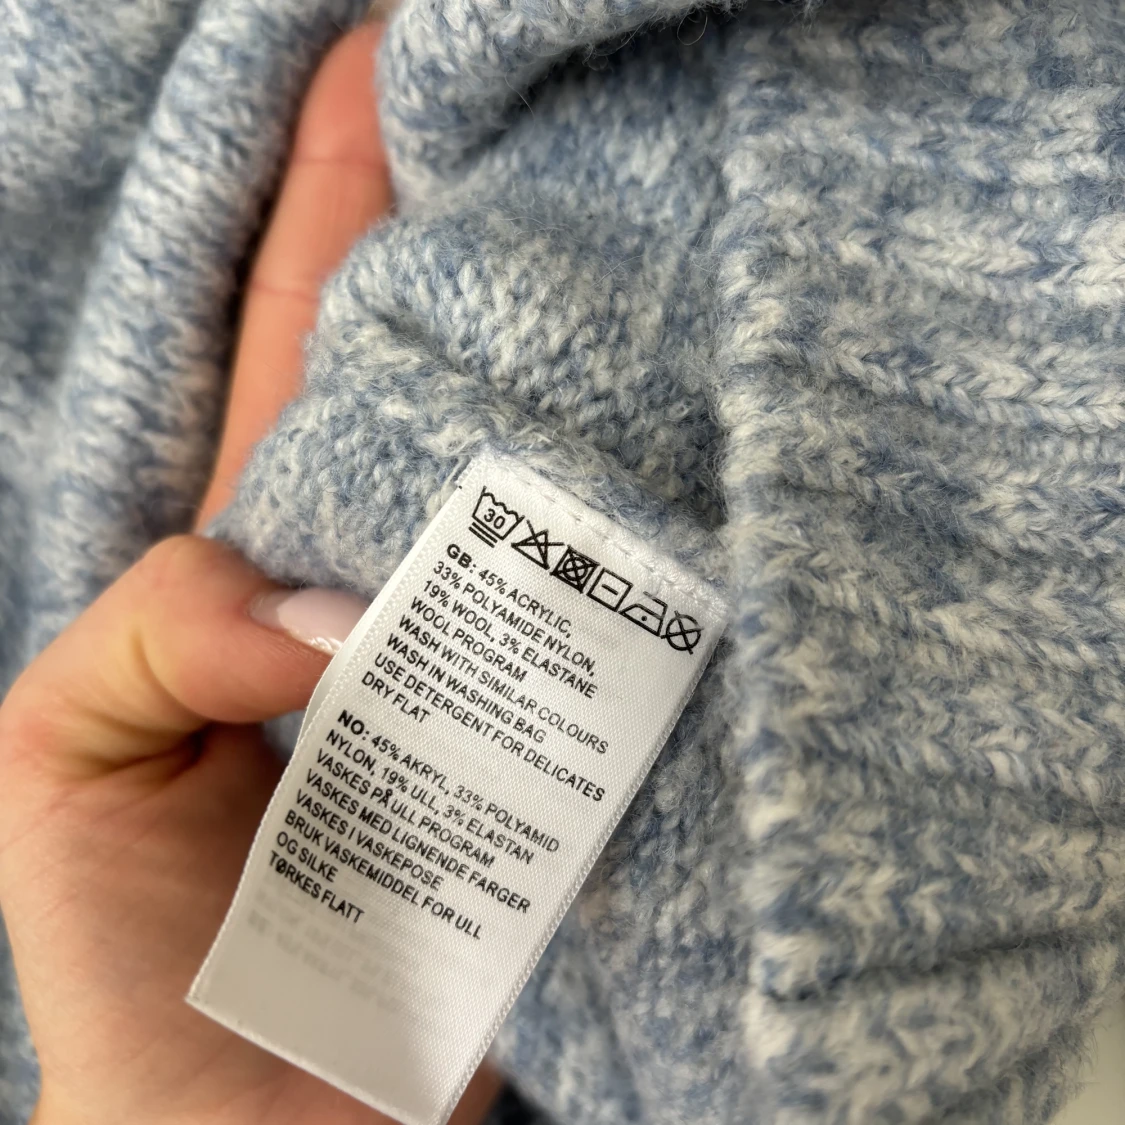 30
GB: 45% ACRYLIC,
33% POLYAMIDE NYLON,
19% WOOL, 3% ELASTANE
WOOL PROGRAM
WASH WITH SIMILAR COLOURS
WASH IN WASHING BAG
USE DETERGENT FOR DELICATES
DRY FLAT
NO: 45% AKRYL, 33% POLYAMID
NYLON, 19% ULL, 3% ELASTAN
VASKES PÅ ULL PROGRAM
VASKES MED LIGNENDE FARGER
VASKES I VASKEPOSE
BRUK VASKEMIDDEL FOR ULL
OG SILKE
TØRKES FLATT